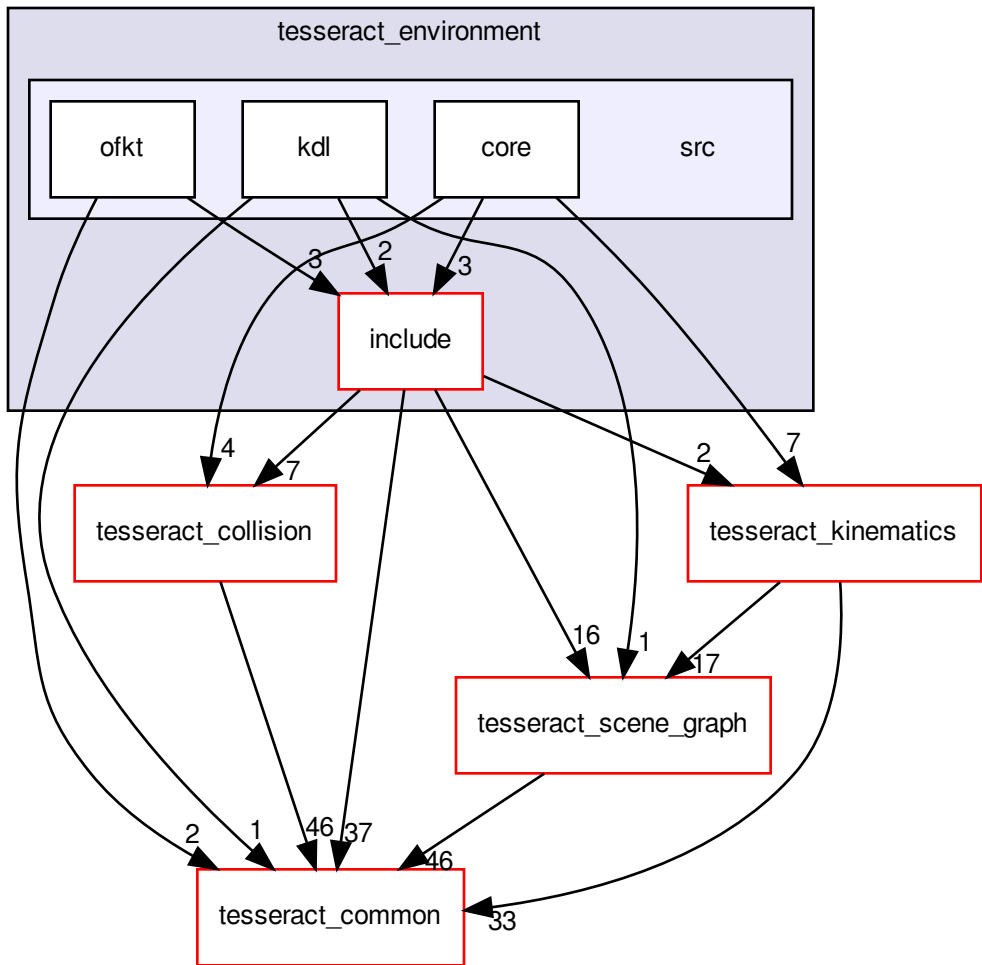 tesseract_environment
ofkt
kdl
core
src
3
2
3
include
4
7
2
7
tesseract_collision
tesseract_kinematics
16
1
17
tesseract_scene_graph
2
1
46
37
46
33
tesseract_common